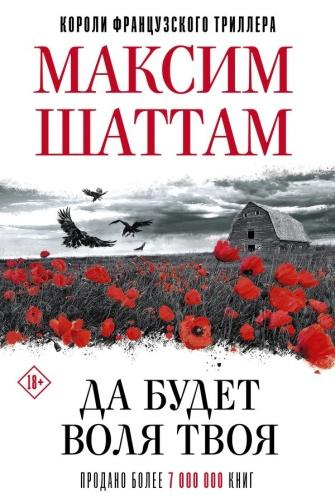 КОРОЛИ ФРАНЦУЗСКОГО ТРИЛЛЕРА
МАКСИМ
ШАТТАМ
18+
ДА БУДЕТ
ВОЛЯ ТВОЯ
ПРОДАНО БОЛЕЕ 7 000 000 КНИГ